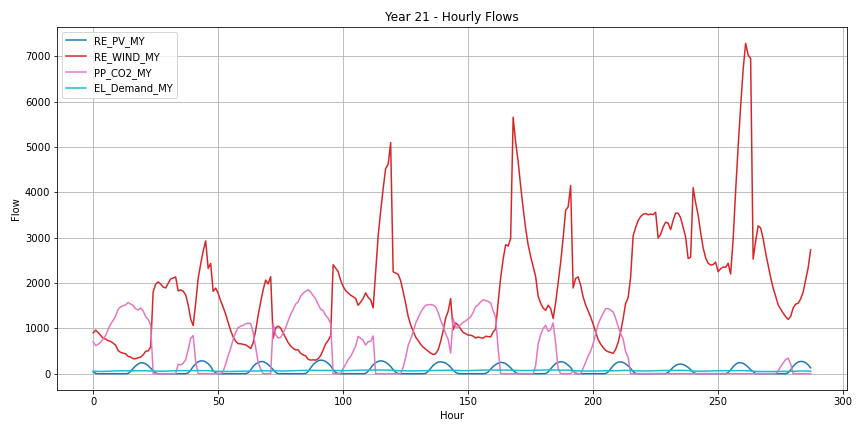 Year 21 - Hourly Flows
RE_PV_MY
RE_WIND_MY
PP_CO2_MY
EL_Demand_MY
Flow
7000
6000
5000
4000
3000
2000
1000
0
0 50 100 150 200 250 300
Hour